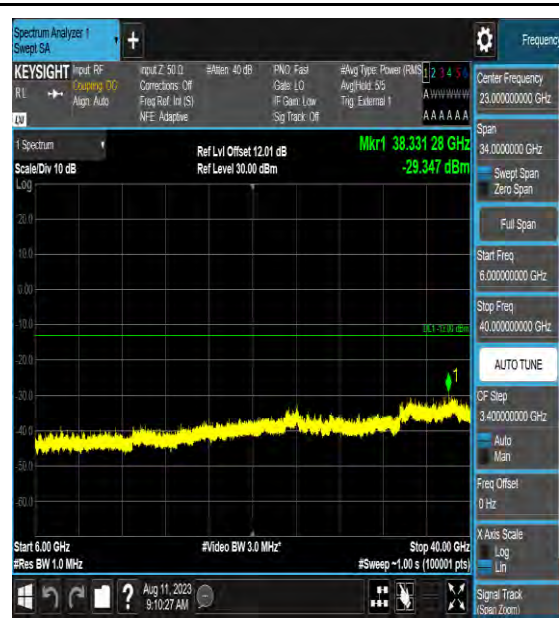 Spectrum Analyzer 1
Swept SA
Frequency
KEYSIGHT
RL
LW
Input: RF
Coupling: DC
Align: Auto
Input Z: 50 Ω
Corrections: Off
Freq Ref: Int (S)
NFE: Adaptive
#Atten: 40 dB
PNO: Fast
Gate: LO
IF Gain: Low
Sig Track: Off
#Avg Type: Power (RMS
Avg|Hold: 5/5
Trig: External 1
1 2 3 4 5 6
A W W W W W
A A A A A A
1 Spectrum
Scale/Div 10 dB
Log
Ref Lvl Offset 12.01 dB
Ref Level 30.00 dBm
Mkr1 38.331 28 GHz
-29.347 dBm
20.0
10.0
0.00
-10.0
-20.0
-30.0
-40.0
-50.0
-60.0
DL1 -13.00 dBm
1
Start 6.00 GHz
#Res BW 1.0 MHz
#Video BW 3.0 MHz*
Stop 40.00 GHz
#Sweep ~1.00 s (100001 pts)
Center Frequency
23.000000000 GHz
Span
34.0000000 GHz
Swept Span
Zero Span
Full Span
Start Freq
6.000000000 GHz
Stop Freq
40.000000000 GHz
AUTO TUNE
CF Step
3.400000000 GHz
Auto
Man
Freq Offset
0 Hz
X Axis Scale
Log
Lin
Signal Track
(Span Zoom)
?
Aug 11, 2023
9:10:27 AM